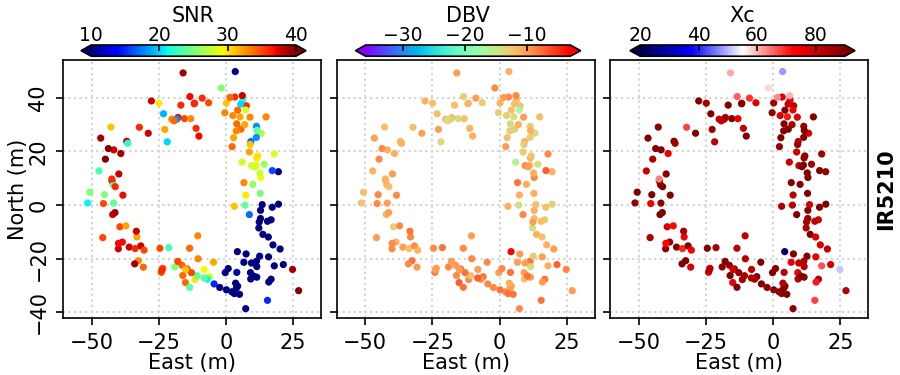 SNR DBV Xc
10 20 30 40 −30 −20 −10 20 40 60 80
North (m)
40
20
0
−20
−40
−50 −25 0 25 −50 −25 0 25 −50 −25 0 25
East (m) East (m) East (m)
IR5210